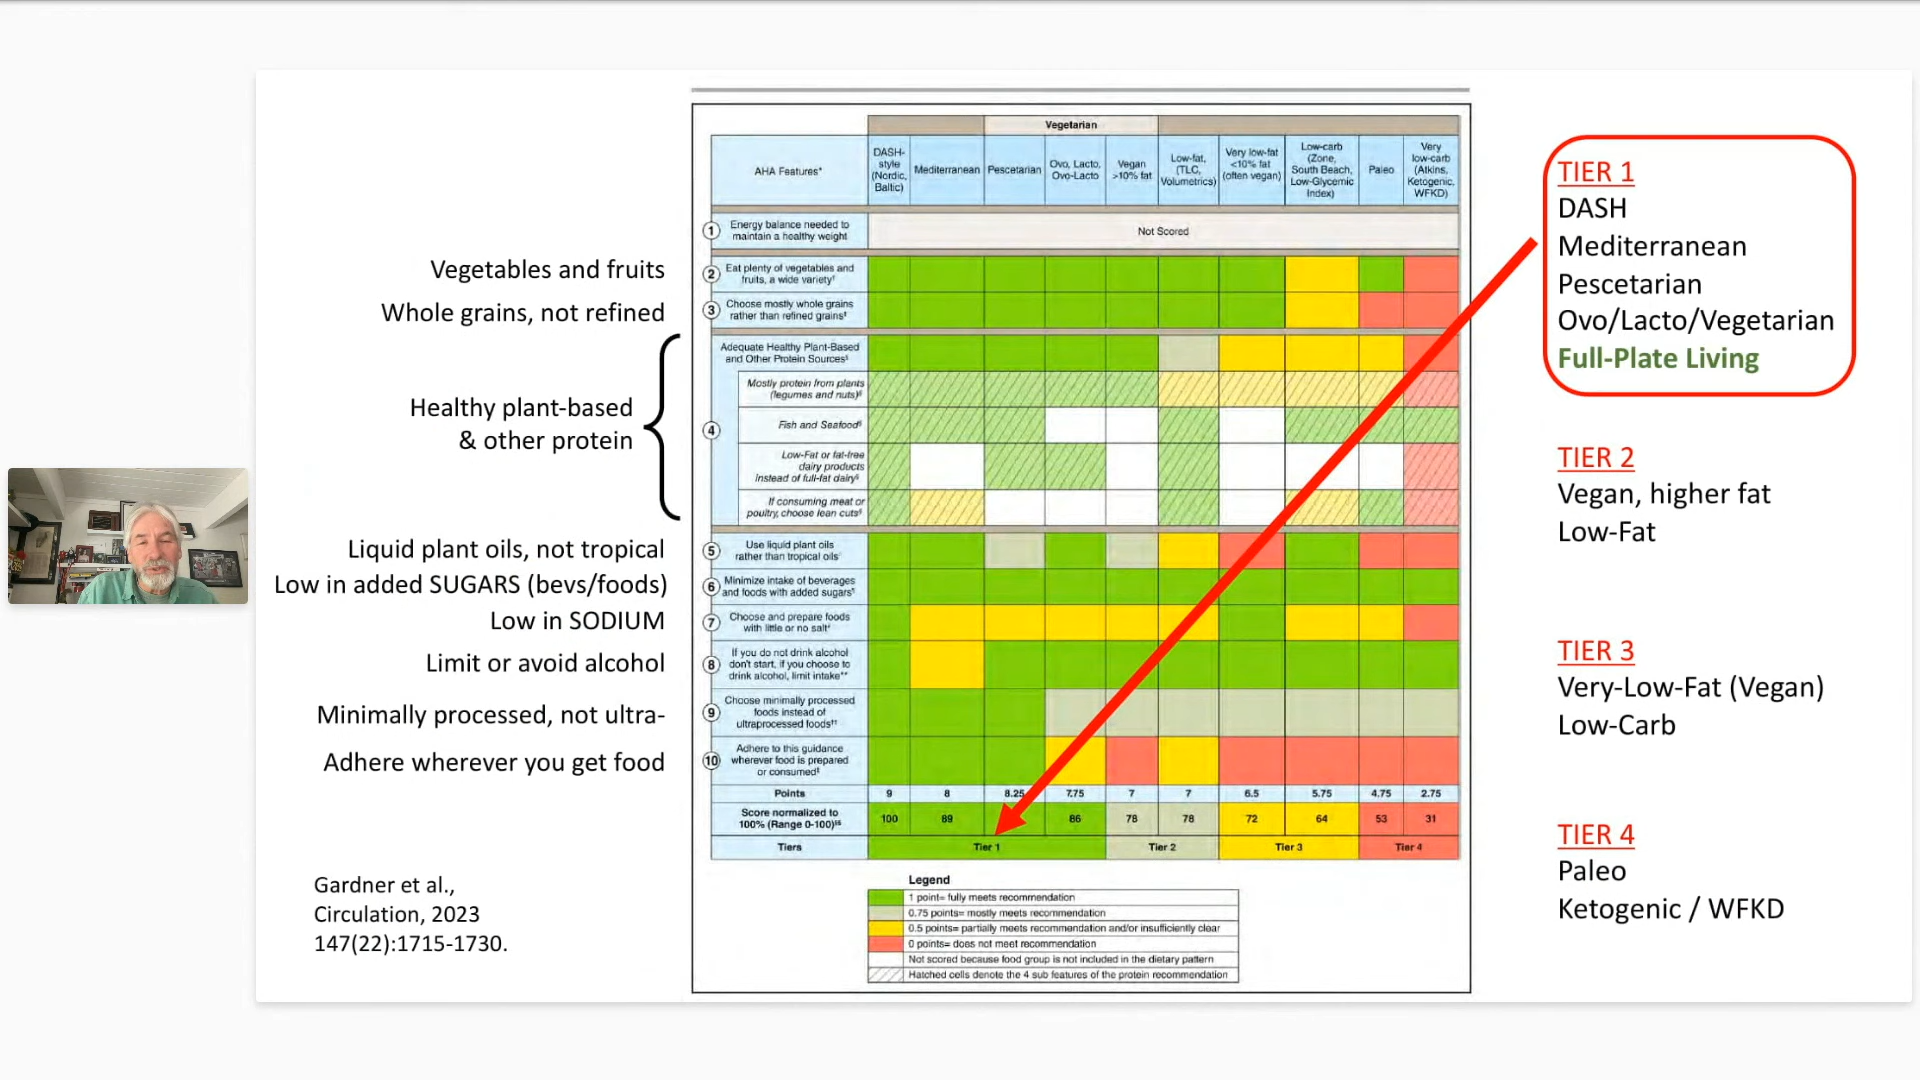 Vegetarian
AHA Features*
DASH-
style
(Nordic,
Baltic)
Mediterranean
Pescetarian
Ovo, Lacto,
Ovo-Lacto
Vegan
>10% fat
Low-fat,
(TLC,
Volumetrics)
Very low-fat
<10% fat
(often vegan)
Low-carb
(Zone,
South Beach,
Low-Glycemic
Index)
Paleo
Very
low-carb
(Atkins,
Ketogenic,
WFKD)
1 Energy balance needed to
maintain a healthy weight
Not Scored
Vegetables and fruits
2 Eat plenty of vegetables and
fruits, a wide variety†
Whole grains, not refined
3 Choose mostly whole grains
rather than refined grains‡
Healthy plant-based
& other protein
4
Adequate Healthy Plant-Based
and Other Protein Sources§
Mostly protein from plants
(legumes and nuts)§
Fish and Seafood§
Low-Fat or fat-free
dairy products
instead of full-fat dairy§
If consuming meat or
poultry, choose lean cuts§
Liquid plant oils, not tropical
5 Use liquid plant oils
rather than tropical oils
Low in added SUGARS (bevs/foods)
6 Minimize intake of beverages
and foods with added sugars
Low in SODIUM
7 Choose and prepare foods
with little or no salt
Limit or avoid alcohol
8 If you do not drink alcohol
don't start, if you choose to
drink alcohol, limit intake**
Minimally processed, not ultra-
9 Choose minimally processed
foods instead of
ultraprocessed foods††
Adhere wherever you get food
10 Adhere to this guidance
wherever food is prepared
or consumed‡
Points 9 8 8.25 7.75 7 7 6.5 5.75 4.75 2.75
Score normalized to
100% (Range 0-100)§§ 100 89 86 78 78 72 64 53 31
Tiers Tier 1 Tier 2 Tier 3 Tier 4
Legend
1 point= fully meets recommendation
0.75 points= mostly meets recommendation
0.5 points= partially meets recommendation and/or insufficiently clear
0 points= does not meet recommendation
Not scored because food group is not included in the dietary pattern
Hatched cells denote the 4 sub features of the protein recommendation
Gardner et al.,
Circulation, 2023
147(22):1715-1730.
TIER 1
DASH
Mediterranean
Pescetarian
Ovo/Lacto/Vegetarian
Full-Plate Living
TIER 2
Vegan, higher fat
Low-Fat
TIER 3
Very-Low-Fat (Vegan)
Low-Carb
TIER 4
Paleo
Ketogenic / WFKD